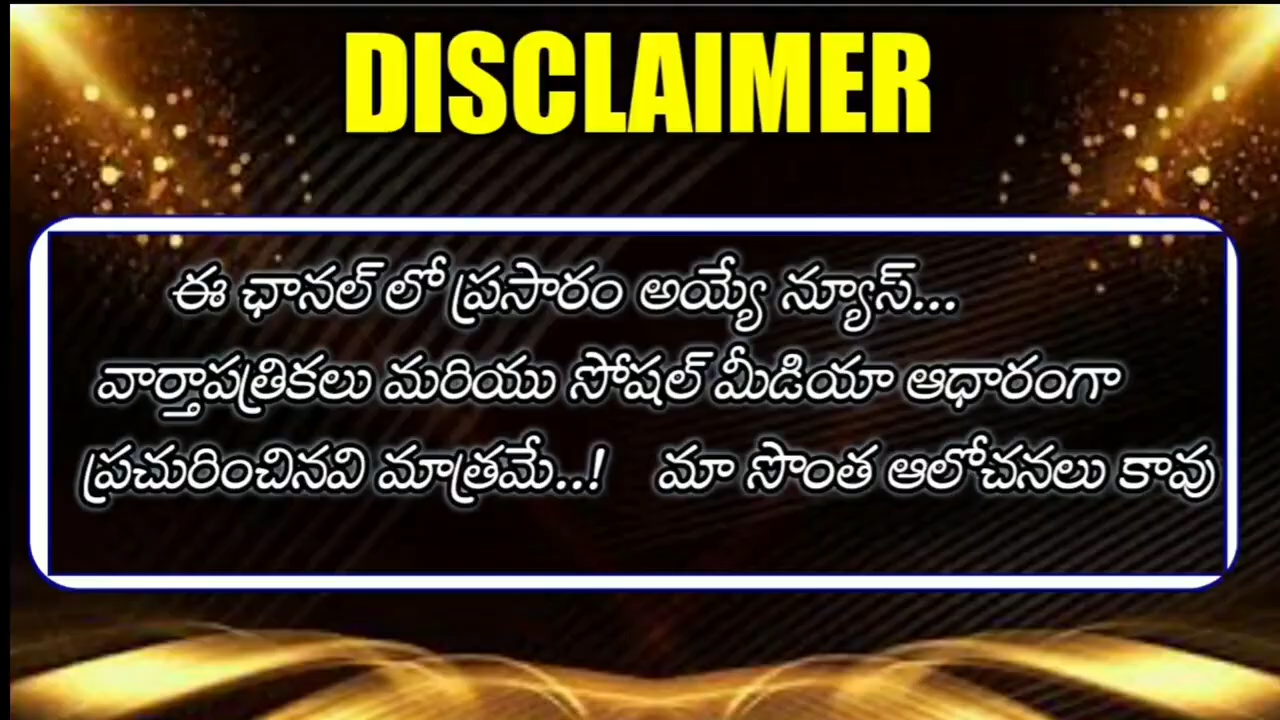 DISCLAIMER
ఈ ఛానల్ లో ప్రసారం అయ్యే న్యూస్...
వార్తాపత్రికలు మరియు సోషల్ మీడియా ఆధారంగా
ప్రచురించినవి మాత్రమే..! మా సొంత ఆలోచనలు కావు